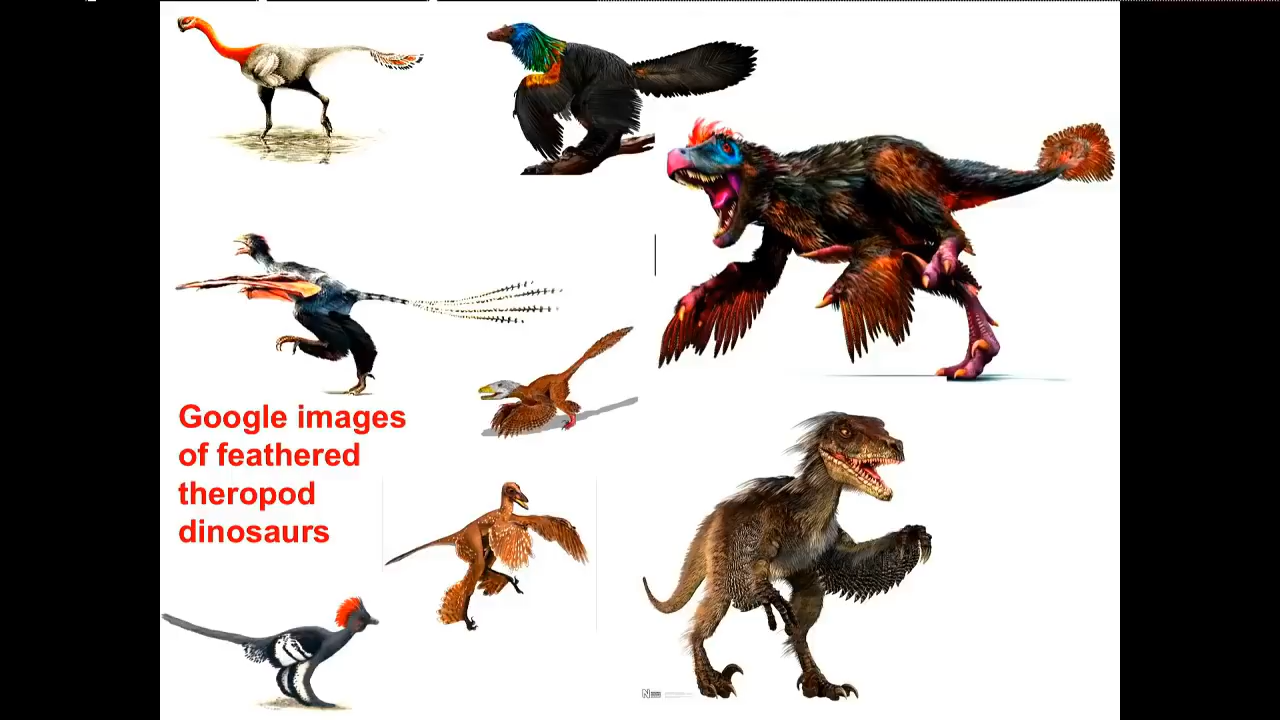 Google images
of feathered
theropod
dinosaurs